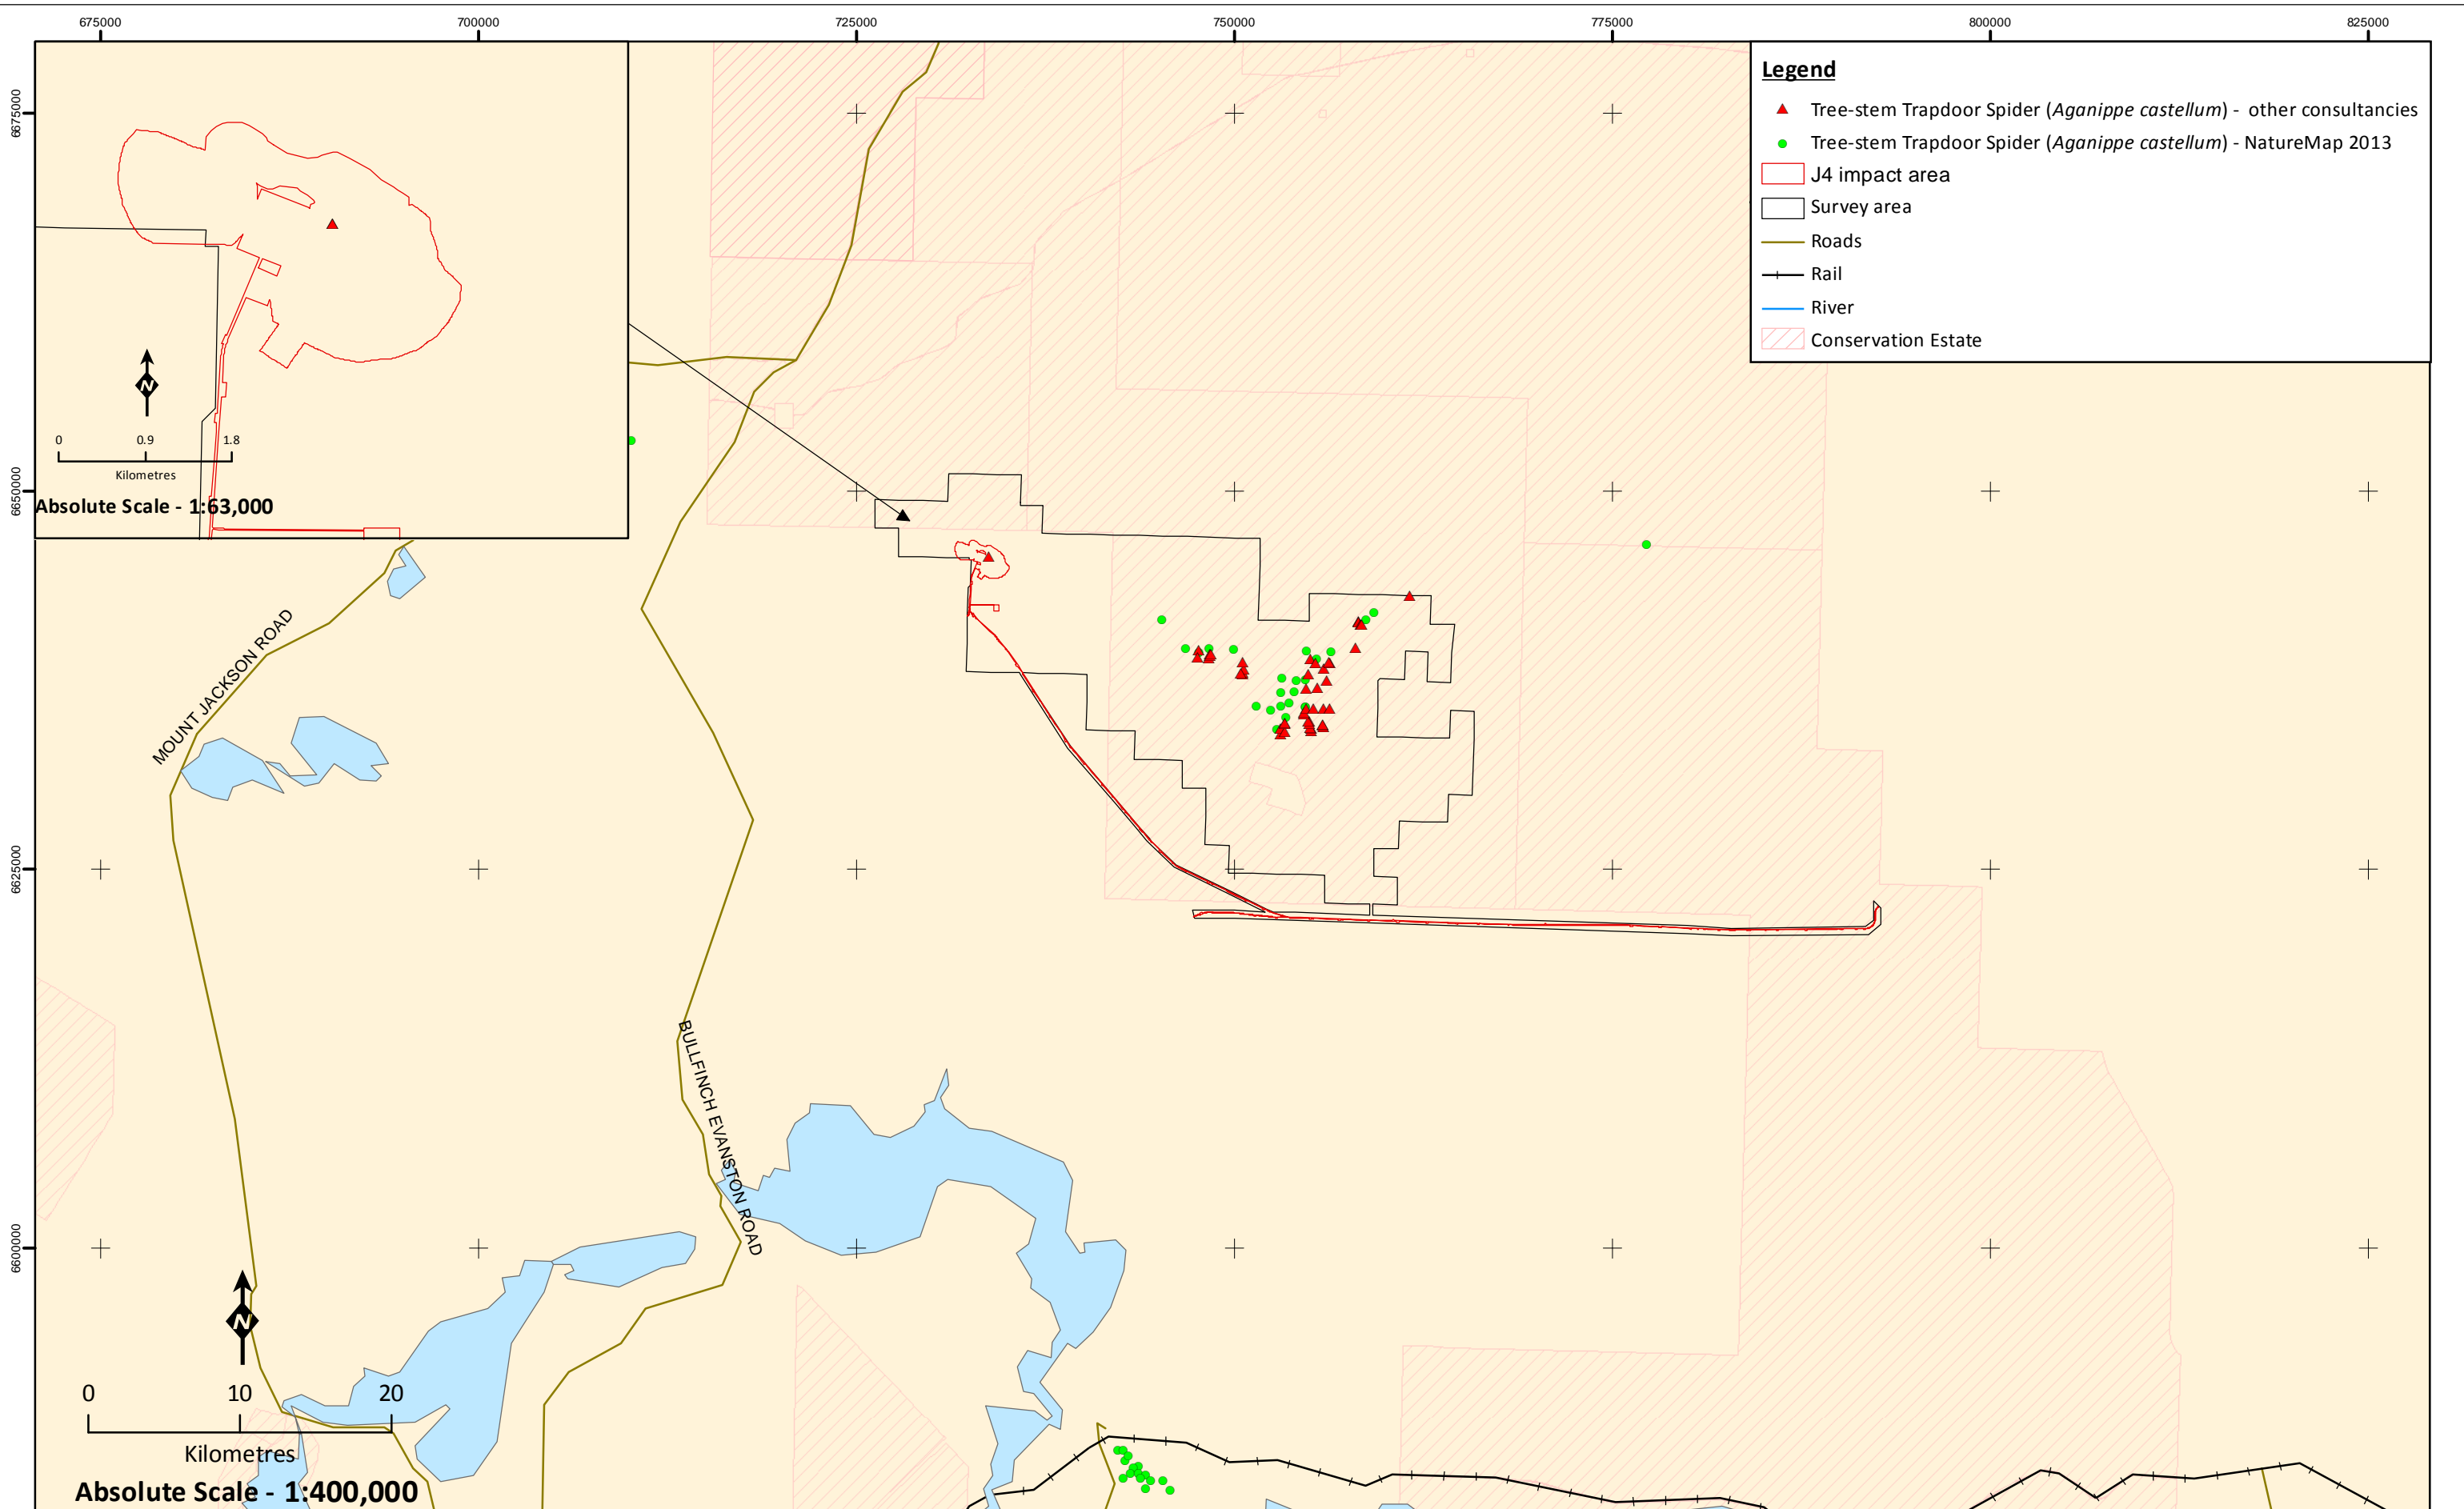 675000 700000 725000 750000 775000 800000 825000
6675000
6650000
6625000
6600000
Legend
Tree-stem Trapdoor Spider (Aganippe castellum) - other consultancies
Tree-stem Trapdoor Spider (Aganippe castellum) - NatureMap 2013
J4 impact area
Survey area
Roads
Rail
River
Conservation Estate
N
0 0.9 1.8
Kilometres
Absolute Scale - 1:63,000
MOUNT JACKSON ROAD
BULLFINCH EVANSTON ROAD
N
0 10 20
Kilometres
Absolute Scale - 1:400,000